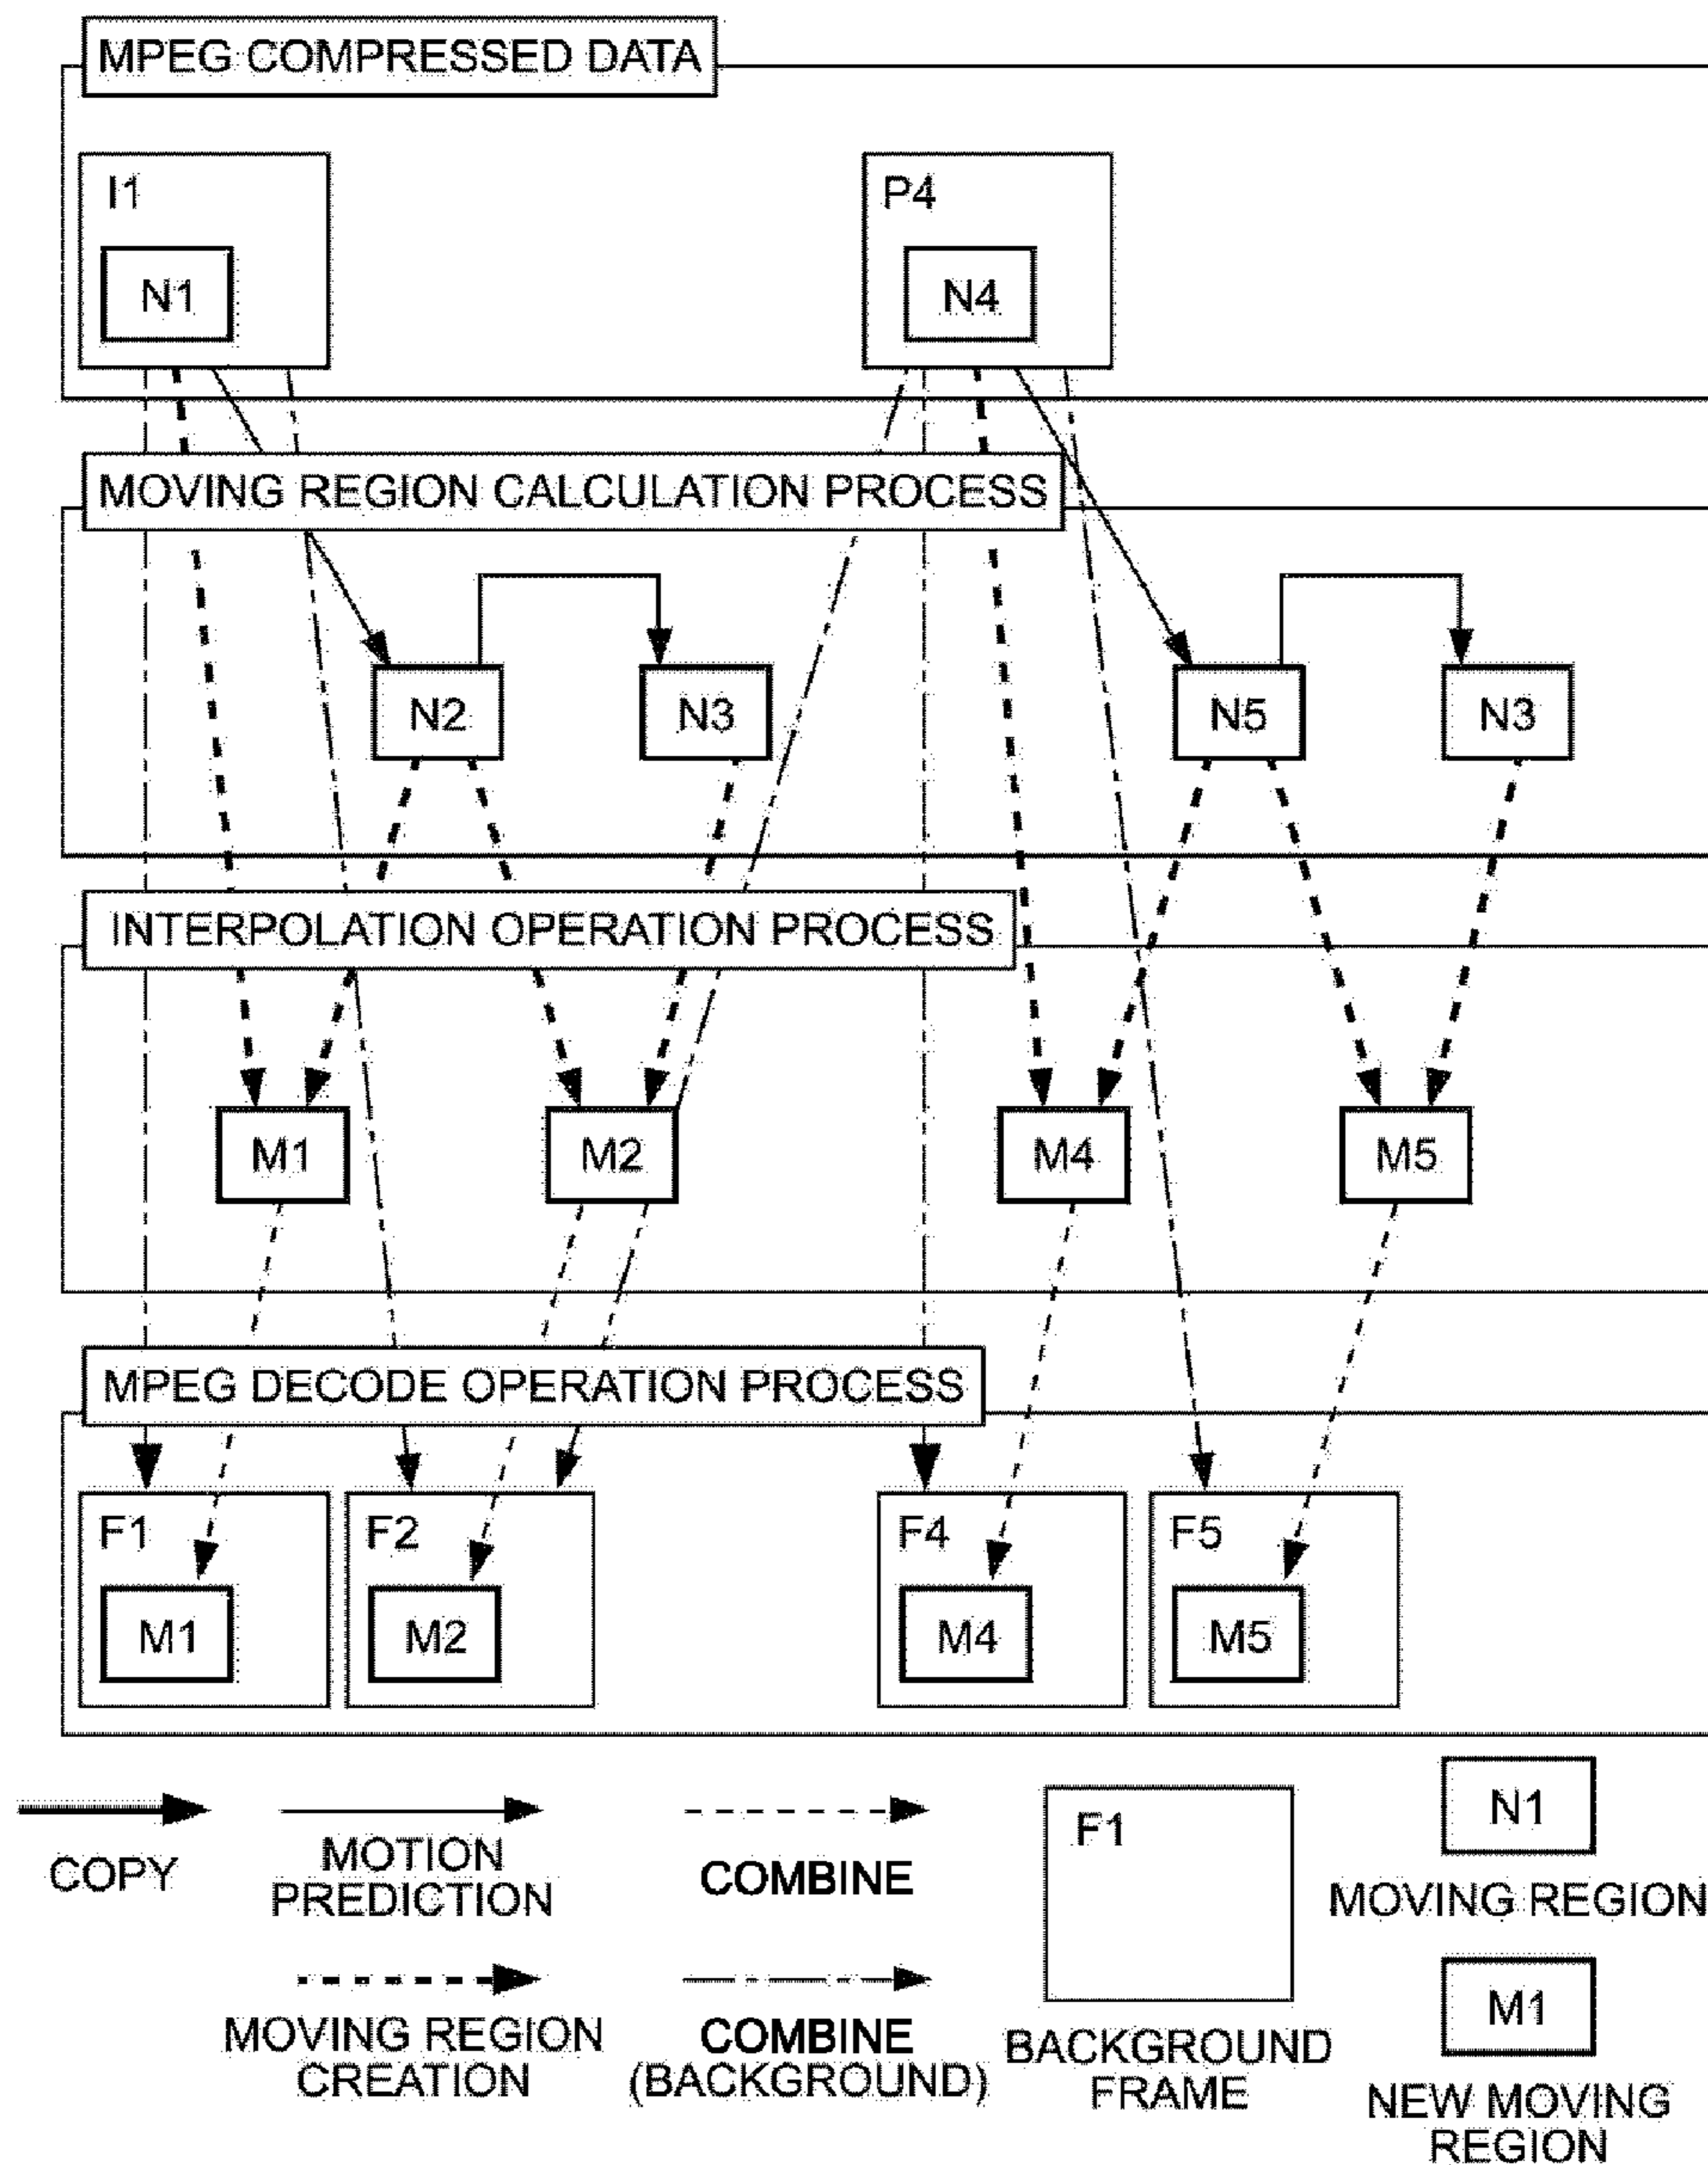 MPEG COMPRESSED DATA
I1
P4
N1
N4
MOVING REGION CALCULATION PROCESS
N2
N3
N5
N3
INTERPOLATION OPERATION PROCESS
M1
M2
M4
M5
MPEG DECODE OPERATION PROCESS
F1
F2
F4
F5
M1
M2
M4
M5
COPY
MOTION
PREDICTION
COMBINE
F1
N1
MOVING REGION
MOVING REGION
CREATION
COMBINE
(BACKGROUND)
BACKGROUND
FRAME
M1
NEW MOVING
REGION